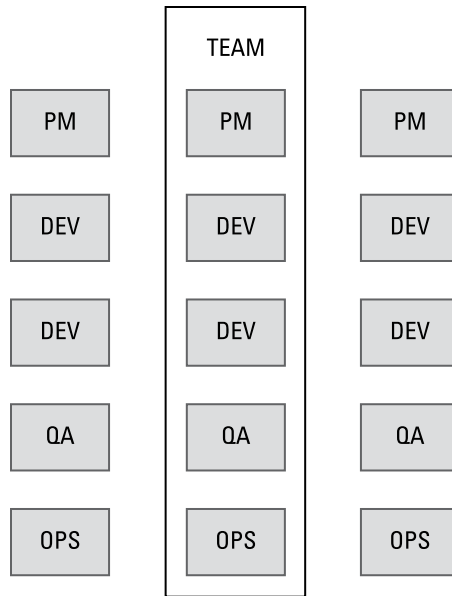 TEAM
PM PM PM
DEV DEV DEV
DEV DEV DEV
QA QA QA
OPS OPS OPS